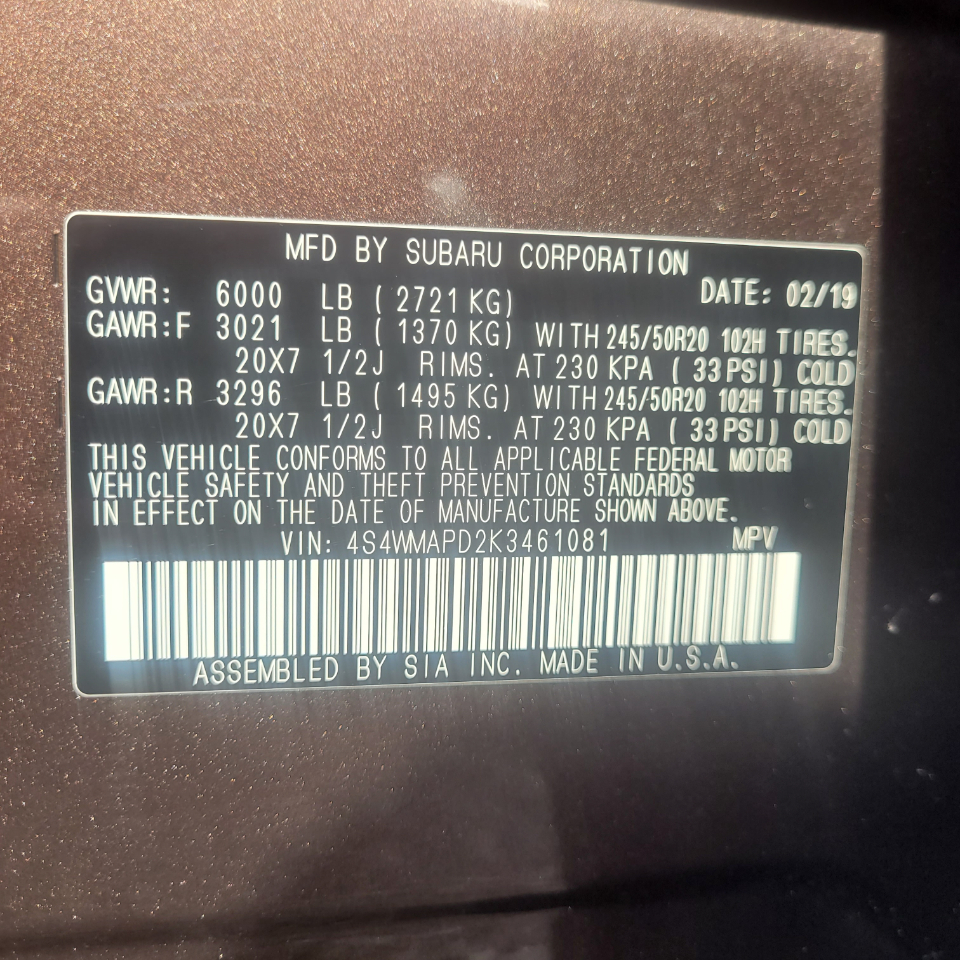 MFD BY SUBARU CORPORATION
GVWR: 6000 LB ( 2721 KG) DATE: 02/19
GAWR:F 3021 LB ( 1370 KG) WITH 245/50R20 102H TIRES.
20X7 1/2J RIMS. AT 230 KPA ( 33 PSI) COLD
GAWR:R 3296 LB ( 1495 KG) WITH 245/50R20 102H TIRES.
20X7 1/2J RIMS. AT 230 KPA ( 33 PSI) COLD
THIS VEHICLE CONFORMS TO ALL APPLICABLE FEDERAL MOTOR
VEHICLE SAFETY AND THEFT PREVENTION STANDARDS
IN EFFECT ON THE DATE OF MANUFACTURE SHOWN ABOVE.
VIN: 4S4WMAPD2K3461081 MPV
ASSEMBLED BY SIA INC. MADE IN U.S.A.